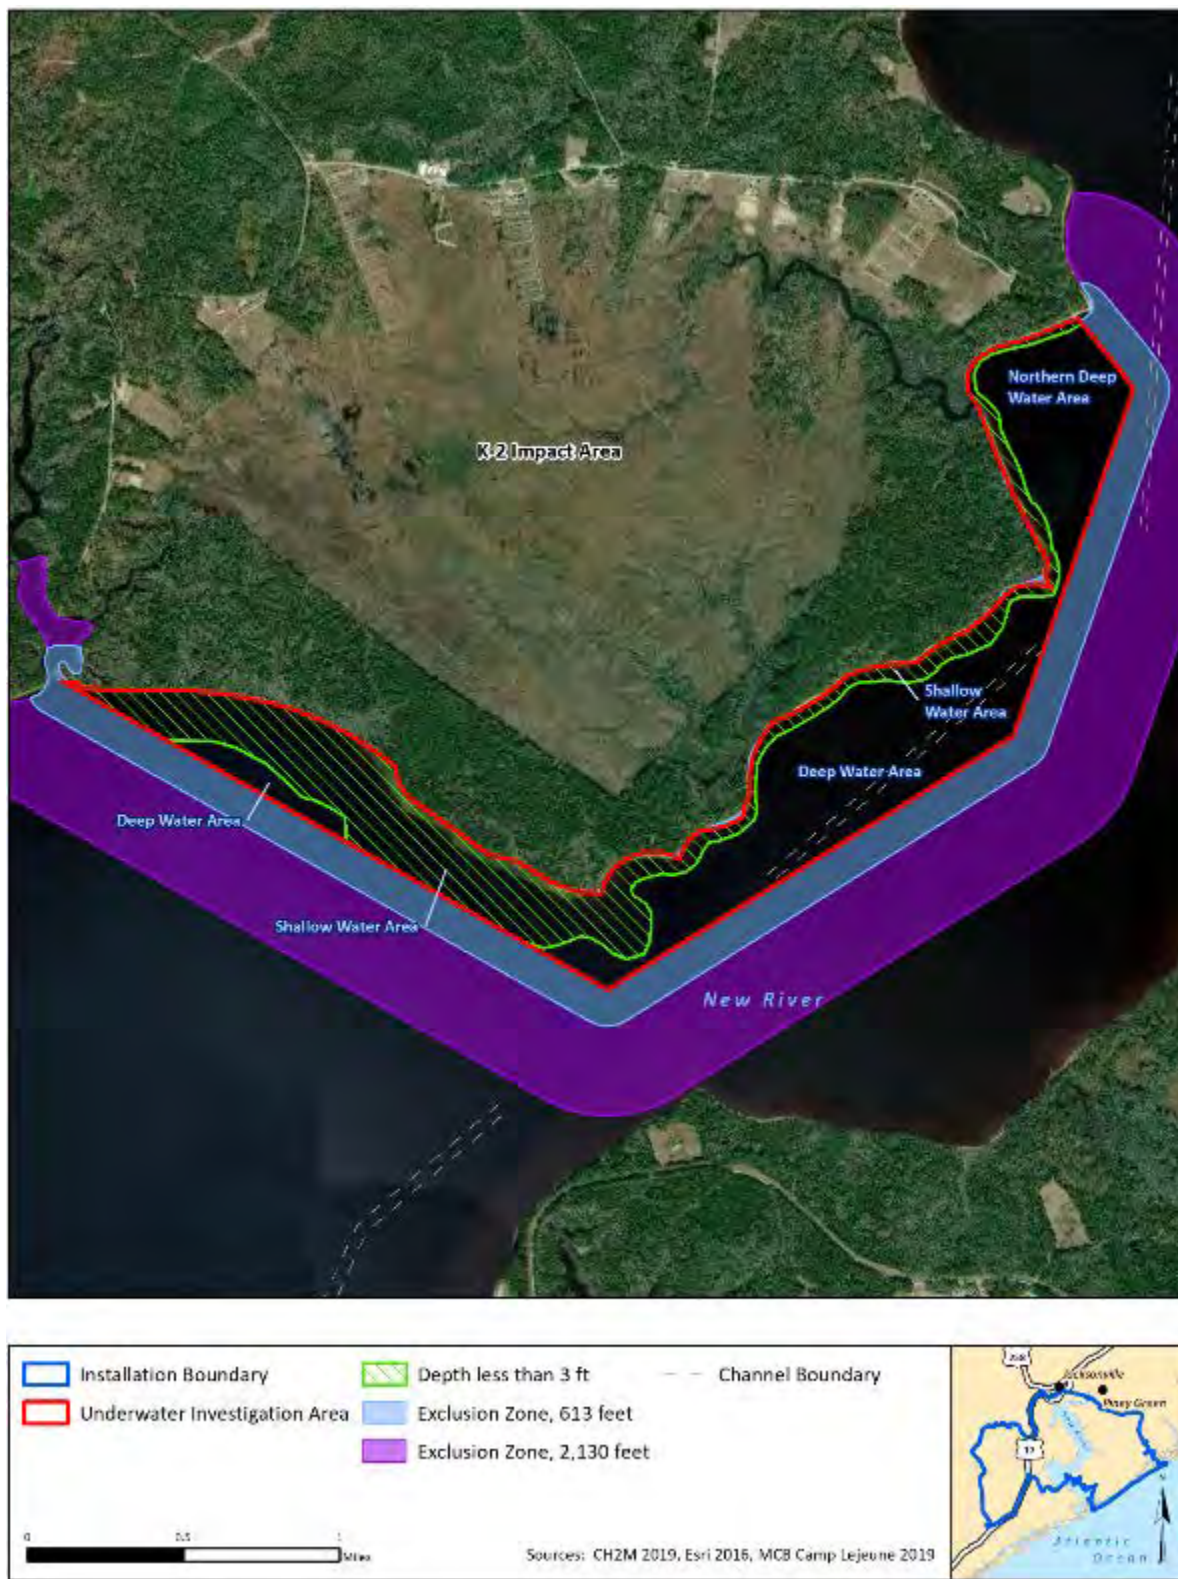 Northern Deep
Water Area
K-2 Impact Area
Shallow
Water Area
Deep Water Area
Deep Water Area
Shallow Water Area
New River
Installation Boundary
Underwater Investigation Area
Depth less than 3 ft
Exclusion Zone, 613 feet
Exclusion Zone, 2,130 feet
Channel Boundary
0 0.5 1
Miles
Sources: CH2M 2019, Esri 2016, MCB Camp Lejeune 2019
258
Jacksonville
Piney Green
17
N
Atlantic
Ocean